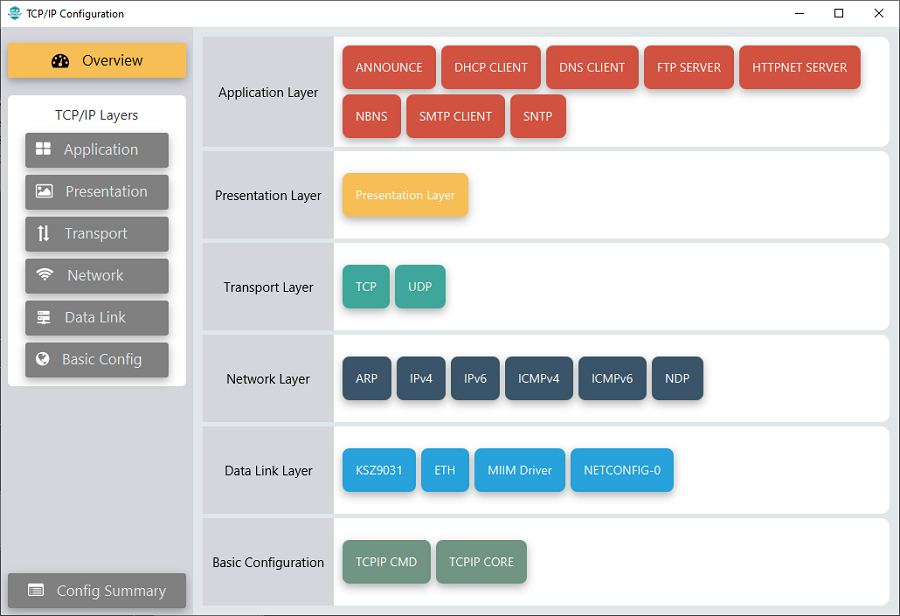 TCP/IP Configuration
Overview
TCP/IP Layers
Application
Presentation
Transport
Network
Data Link
Basic Config
Config Summary
Application Layer
ANNOUNCE DHCP CLIENT DNS CLIENT FTP SERVER HTTPNET SERVER
NBNS SMTP CLIENT SNTP
Presentation Layer
Presentation Layer
Transport Layer
TCP UDP
Network Layer
ARP IPv4 IPv6 ICMPv4 ICMPv6 NDP
Data Link Layer
KSZ9031 ETH MIIM Driver NETCONFIG-0
Basic Configuration
TCPIP CMD TCPIP CORE